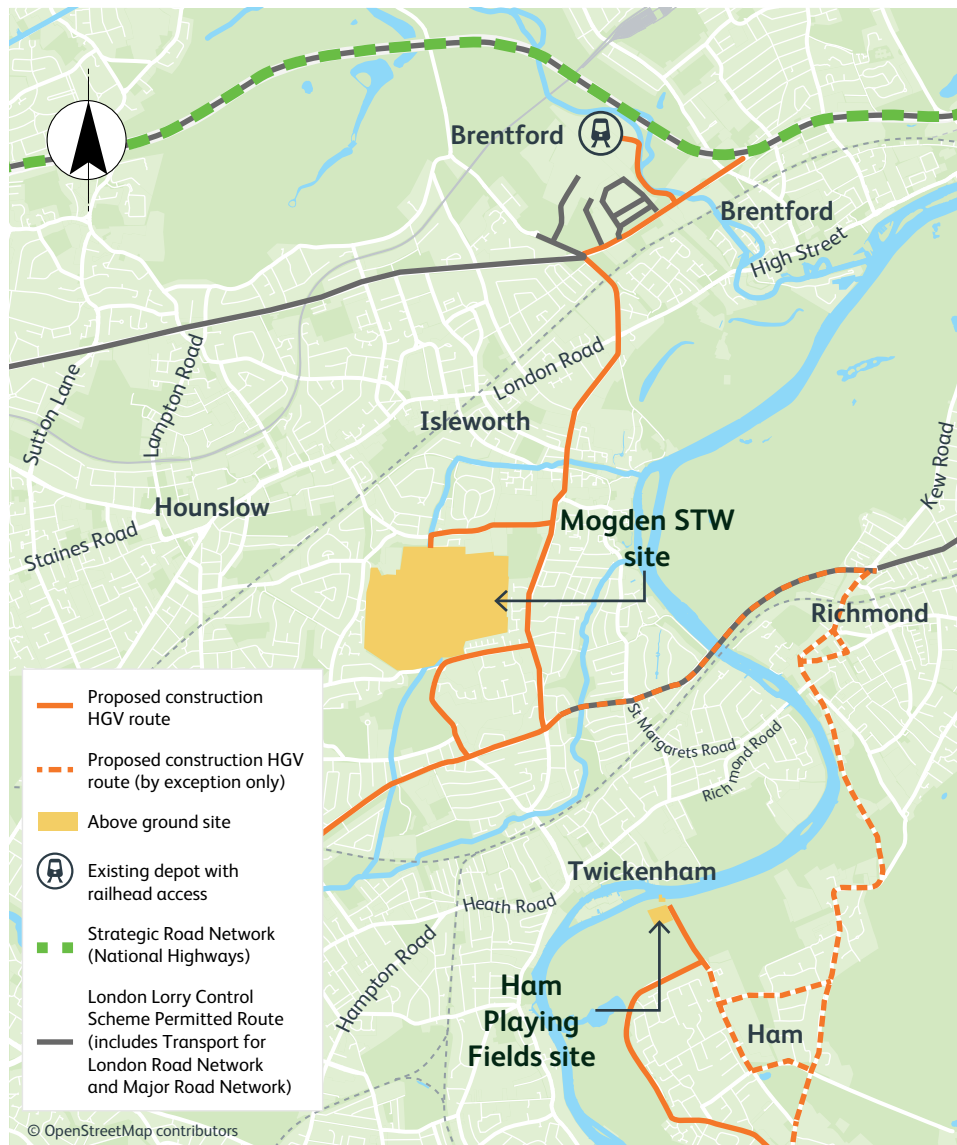 Brentford
Brentford
High Street
London Road
Isleworth
Sutton Lane
Lampton Road
Hounslow
Staines Road
Kew Road
Mogden STW
site
Richmond
St Margarets Road
Richmond Road
Twickenham
Heath Road
Hampton Road
Ham
Playing
Fields site
Ham
Proposed construction
HGV route
Proposed construction HGV
route (by exception only)
Above ground site
Existing depot with
railhead access
Strategic Road Network
(National Highways)
London Lorry Control
Scheme Permitted Route
(includes Transport for
London Road Network
and Major Road Network)
© OpenStreetMap contributors